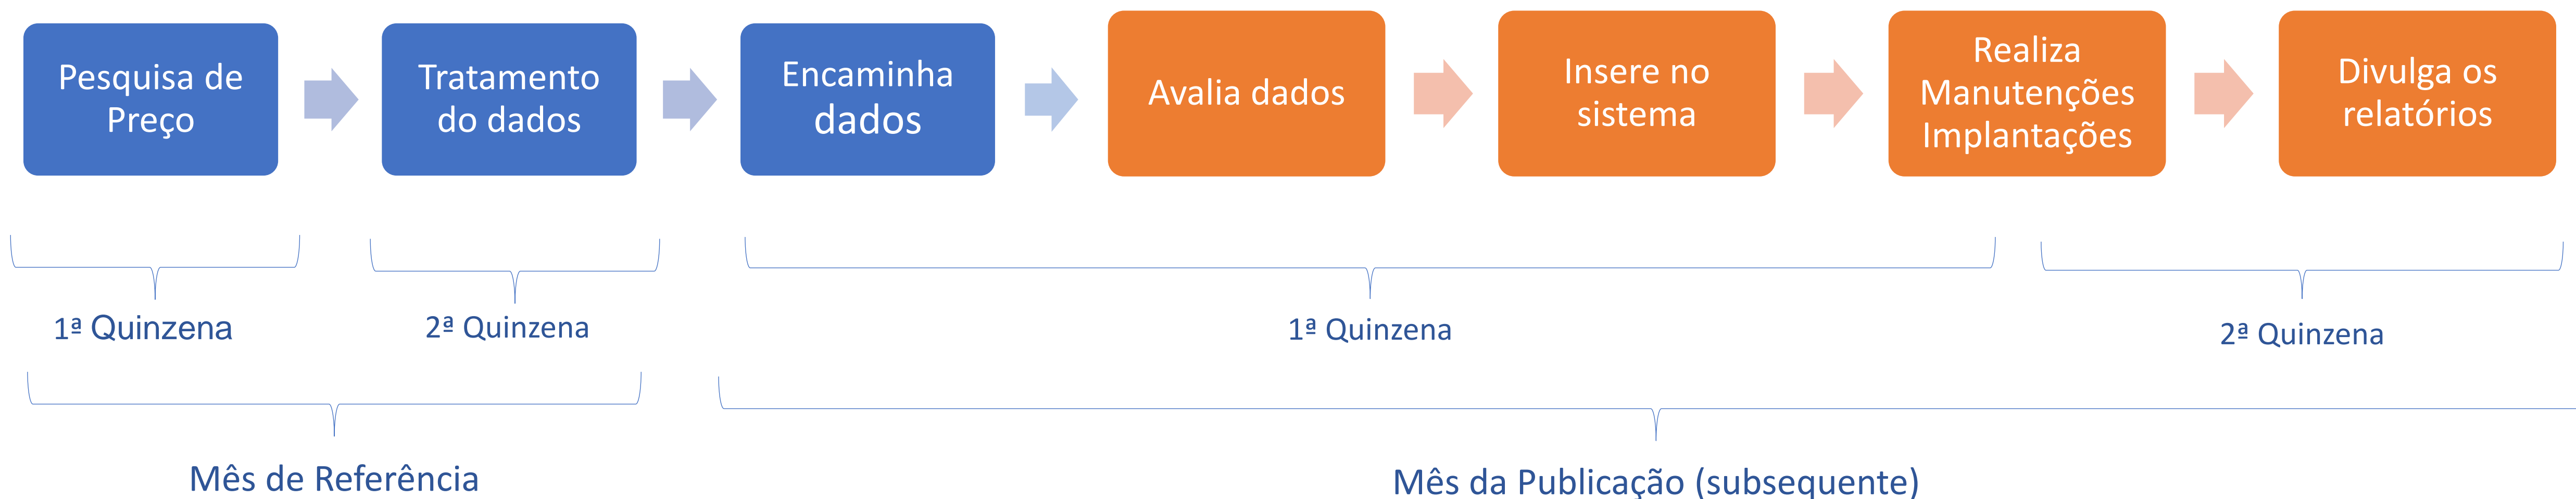 Pesquisa de
Preço
Tratamento
do dados
Encaminha
dados
Avalia dados
Insere no
sistema
Realiza
Manutenções
Implantações
Divulga os
relatórios
1ª Quinzena
2ª Quinzena
1ª Quinzena
2ª Quinzena
Mês de Referência
Mês da Publicação (subsequente)